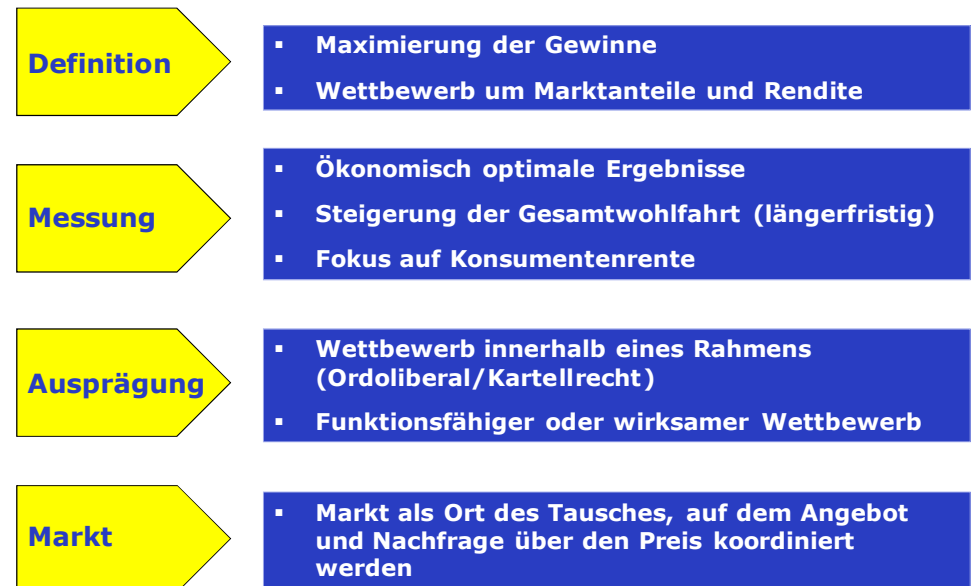 Definition
▪ Maximierung der Gewinne
▪ Wettbewerb um Marktanteile und Rendite
Messung
▪ Ökonomisch optimale Ergebnisse
▪ Steigerung der Gesamtwohlfahrt (längerfristig)
▪ Fokus auf Konsumentenrente
Ausprägung
▪ Wettbewerb innerhalb eines Rahmens
(Ordoliberal/Kartellrecht)
▪ Funktionsfähiger oder wirksamer Wettbewerb
Markt
▪ Markt als Ort des Tausches, auf dem Angebot
und Nachfrage über den Preis koordiniert
werden